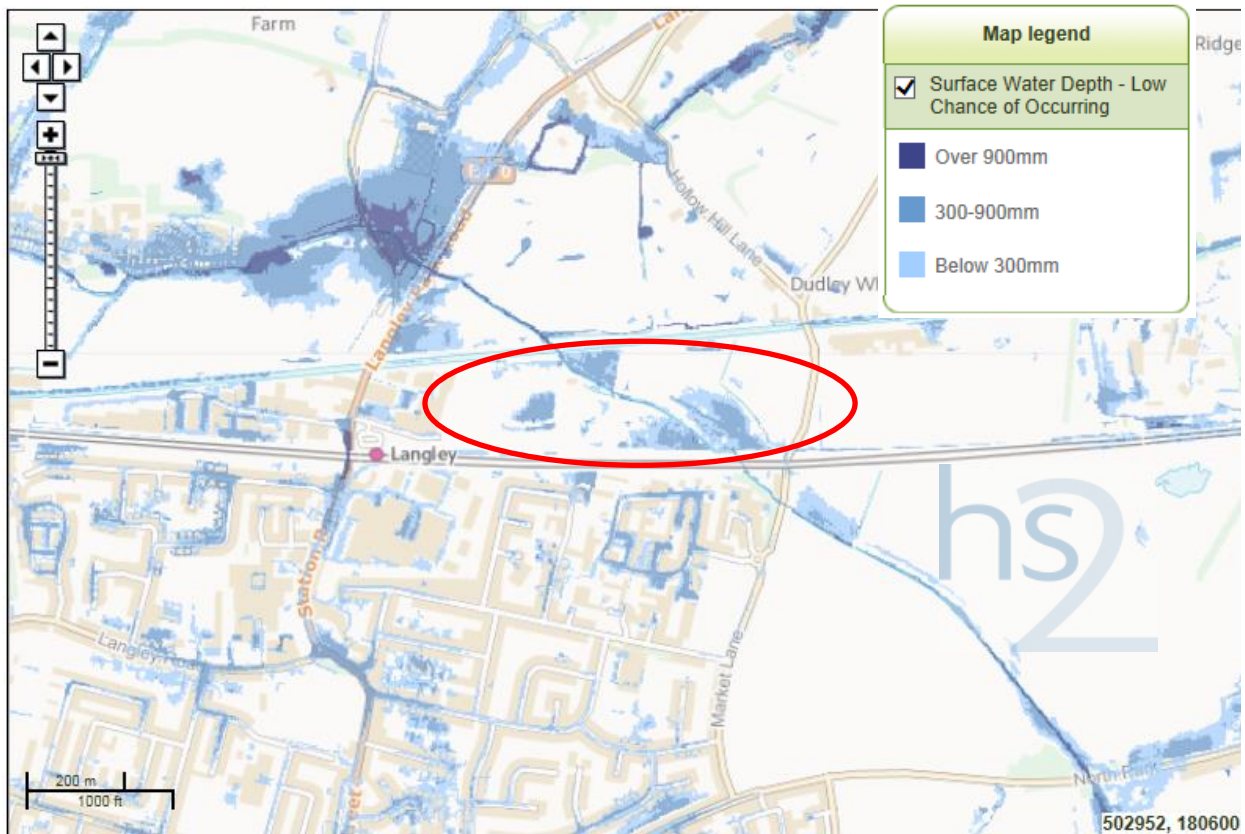 Farm
Map legend
Ridge
Surface Water Depth - Low
Chance of Occurring
Over 900mm
300-900mm
Below 300mm
Hollow Hill Lane
Road
Langley
Dudley
Langley
hs2
Station
Langley
Market Lane
North
200 m
1000 ft
502952, 180600